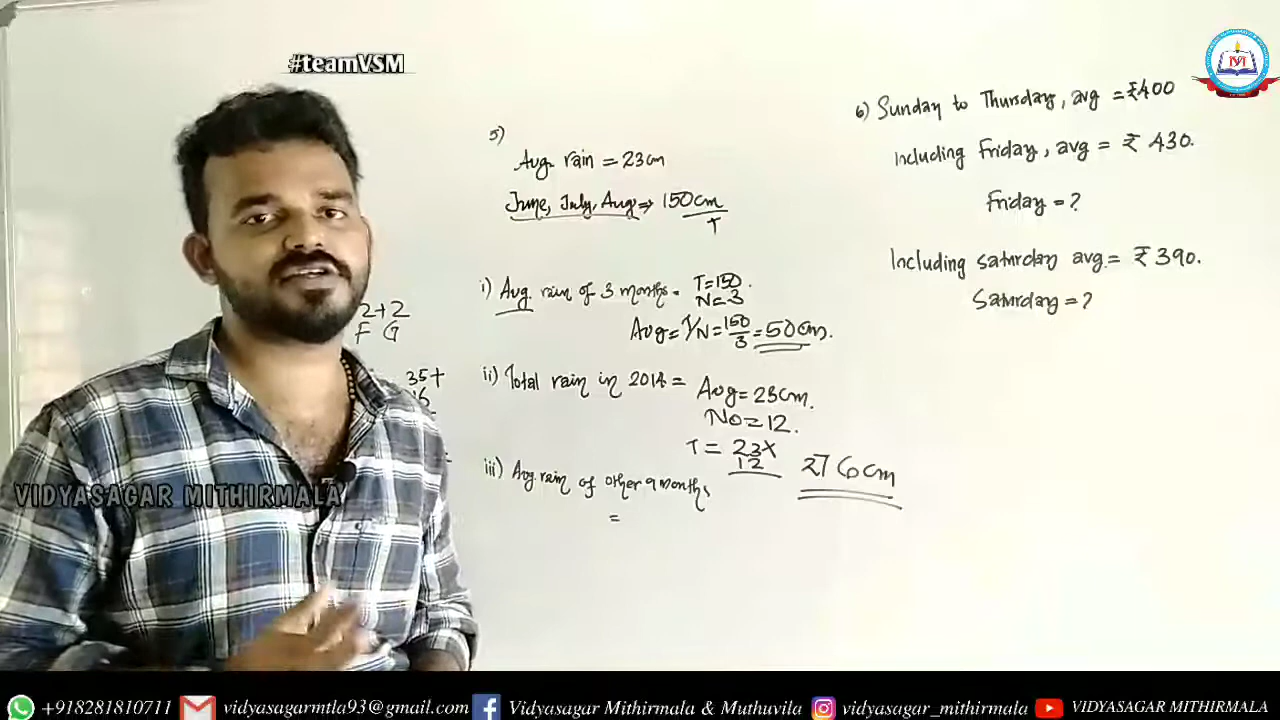 #teamVSM
5)
Avg. rain = 23cm
June, July, Aug => 150cm
T
i) Avg. rain of 3 months = T=150.
N=3
Avg = T/N = 150/3 = 50cm.
ii) Total rain in 2014 = Avg = 23cm.
No = 12.
T = 23x
12
276cm
iii) Avg rain of other 9 months,
=
6) Sunday to Thursday, avg = ₹400
Including Friday, avg = ₹ 430.
Friday = ?
Including saturday avg = ₹ 390.
Saturday = ?
2+2
F G
35+
VIDYASAGAR MITHIRMALA
+918281810711 vidyasagarmtla93@gmail.com Vidyasagar Mithirmala & Muthuvila vidyasagar_mithirmala VIDYASAGAR MITHIRMALA